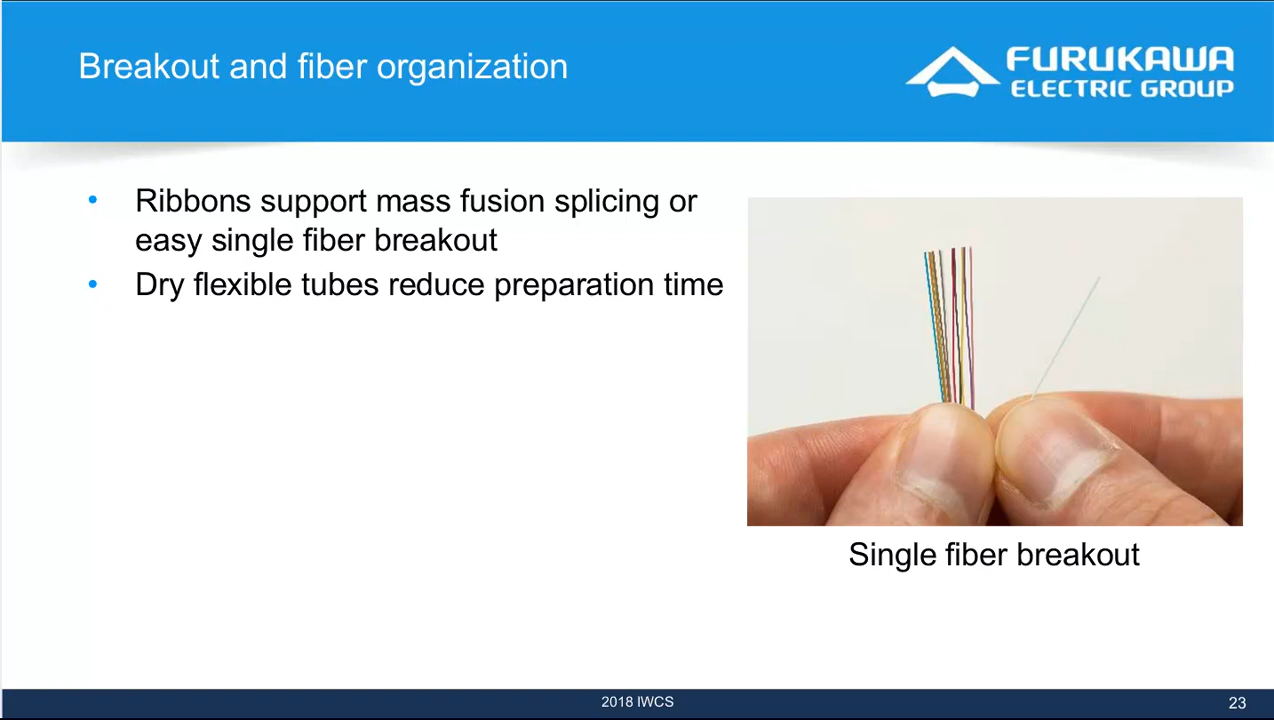 Breakout and fiber organization
FURUKAWA
ELECTRIC GROUP
• Ribbons support mass fusion splicing or
easy single fiber breakout
• Dry flexible tubes reduce preparation time
Single fiber breakout
2018 IWCS
23